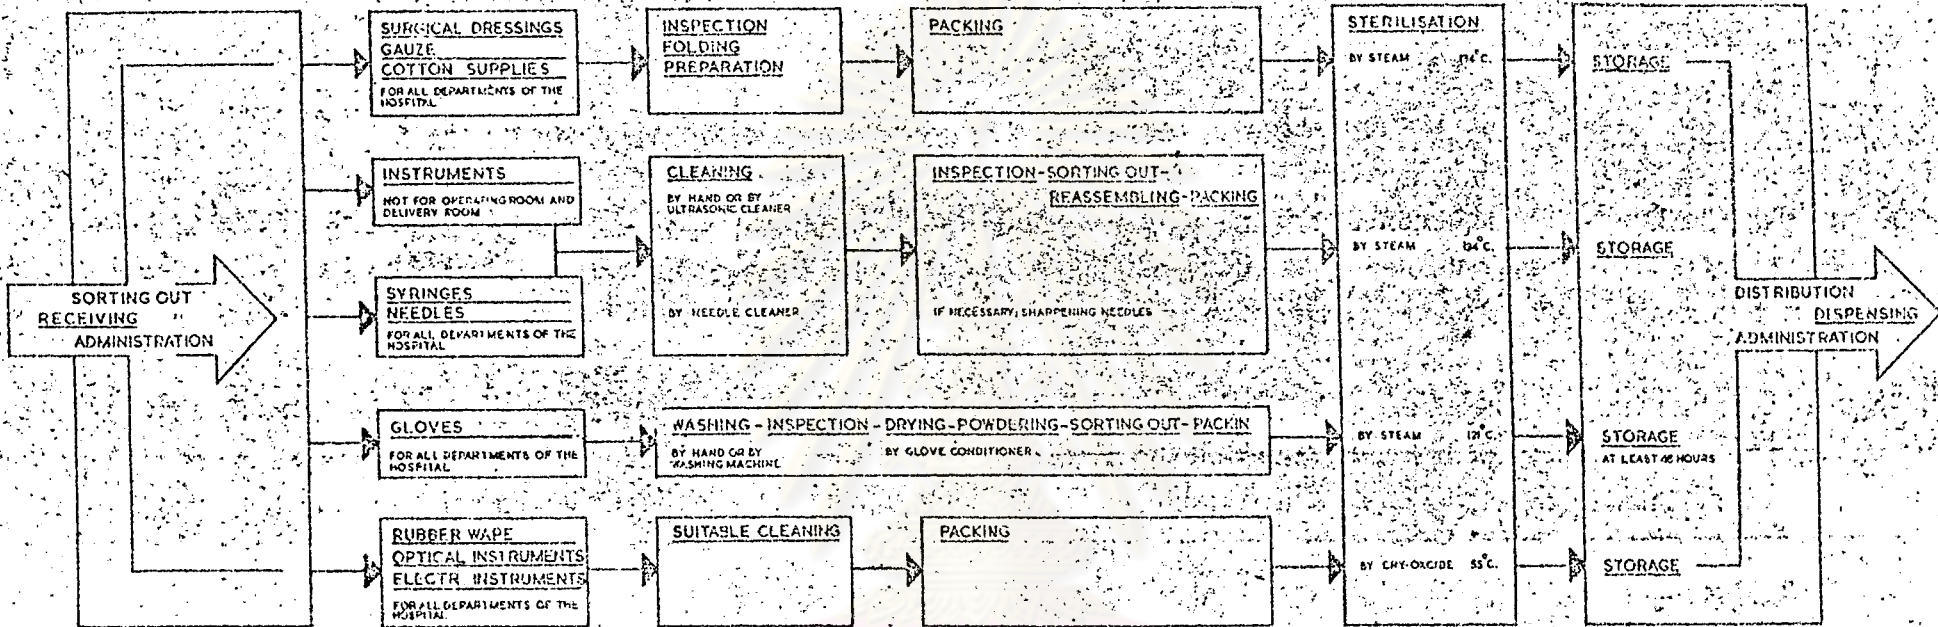 SORTING OUT
RECEIVING
ADMINISTRATION
SURGICAL DRESSINGS
GAUZE
COTTON SUPPLIES
FOR ALL DEPARTMENTS OF THE
HOSPITAL
INSPECTION
FOLDING
PREPARATION
PACKING
INSTRUMENTS
NOT FOR OPERATING ROOM AND
DELIVERY ROOM
SYRINGES
NEEDLES
FOR ALL DEPARTMENTS OF THE
HOSPITAL
CLEANING
BY HAND OR BY
ULTRASONIC CLEANER
BY NEEDLE CLEANER
INSPECTION-SORTING OUT-
REASSEMBLING-PACKING
IF NECESSARY, SHARPENING NEEDLES
GLOVES
FOR ALL DEPARTMENTS OF THE
HOSPITAL
WASHING - INSPECTION - DRYING-POWDERING-SORTING OUT- PACKIN
BY HAND OR BY
WASHING MACHINE
BY GLOVE CONDITIONER
RUBBER WARE
OPTICAL INSTRUMENTS
ELECTR. INSTRUMENTS
FOR ALL DEPARTMENTS OF THE
HOSPITAL
SUITABLE CLEANING
PACKING
STERILISATION
BY STEAM 134°C.
BY STEAM 134°C.
BY STEAM 121°C.
BY CRY-OXCIDE 55°C.
STORAGE
STORAGE
STORAGE
AT LEAST 48 HOURS
STORAGE
DISTRIBUTION
DISPENSING
ADMINISTRATION